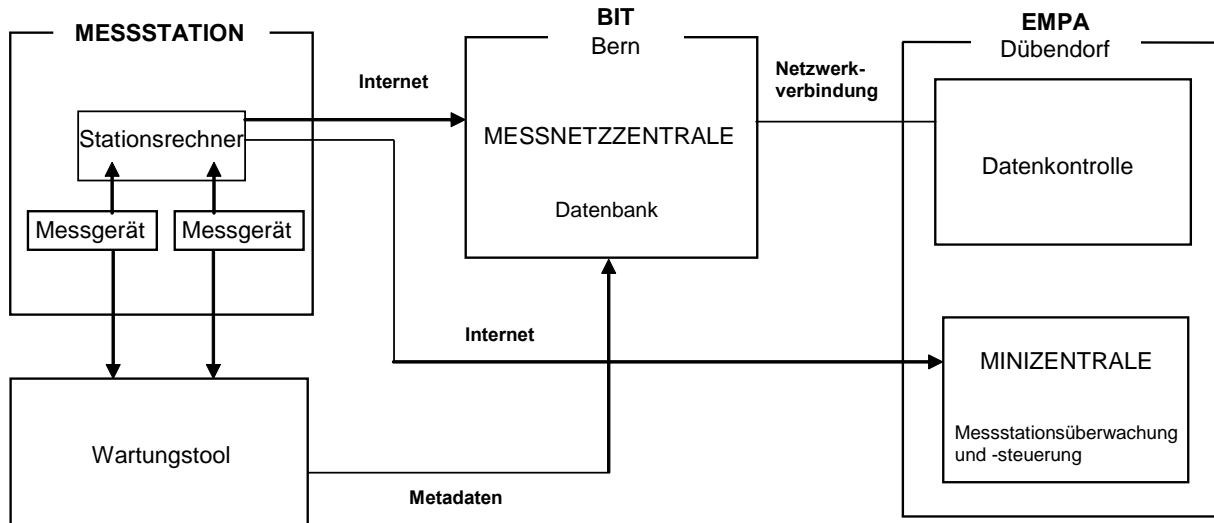 MESSSTATION
Stationsrechner
Messgerät
Messgerät
Wartungstool
Internet
BIT
Bern
MESSNETZZENTRALE
Datenbank
Internet
Metadaten
Netzwerk-
verbindung
EMPA
Dübendorf
Datenkontrolle
MINIZENTRALE
Messstationsüberwachung
und -steuerung